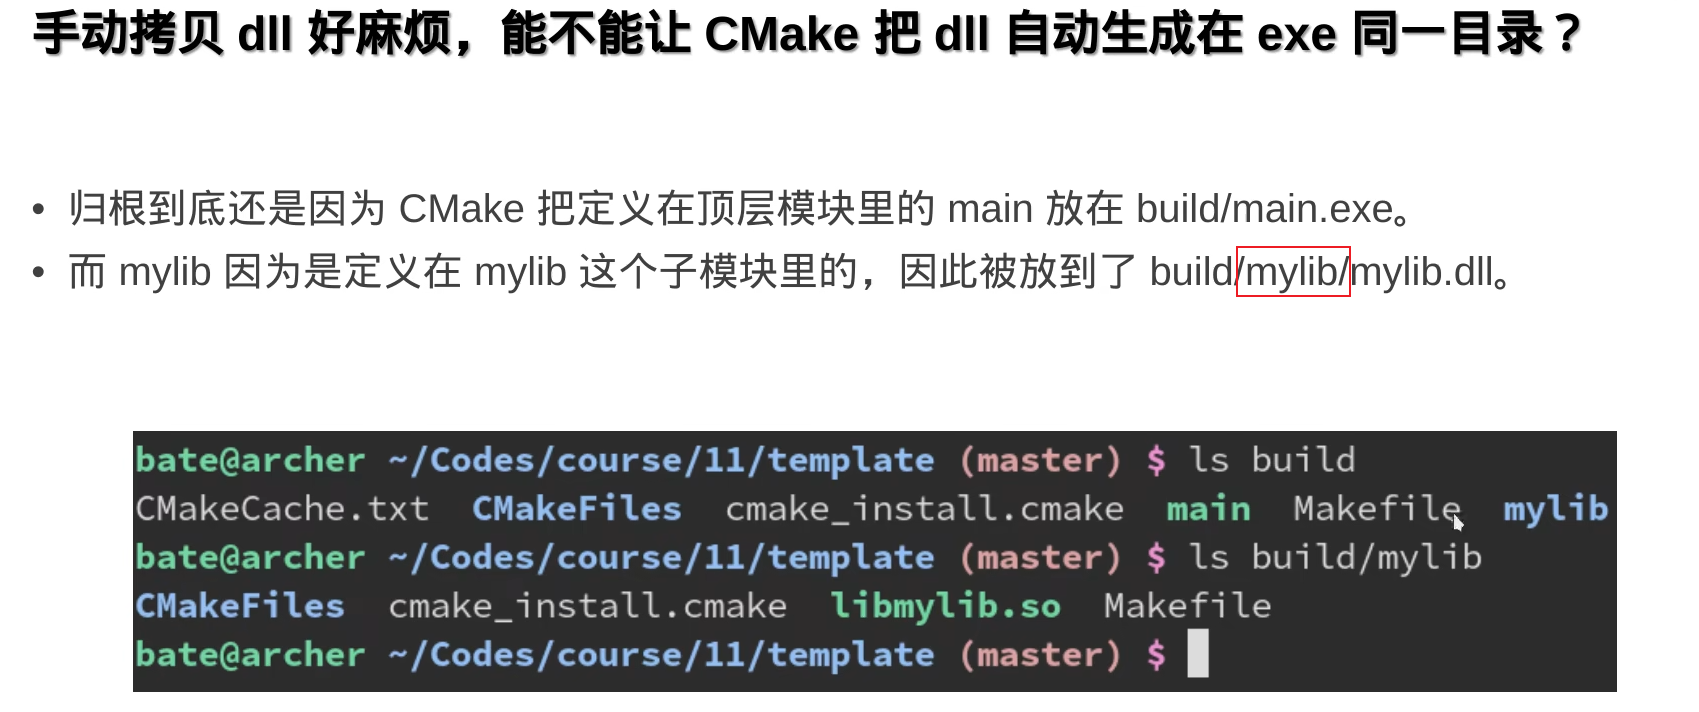 手动拷贝 dll 好麻烦，能不能让 CMake 把 dll 自动生成在 exe 同一目录？
• 归根到底还是因为 CMake 把定义在顶层模块里的 main 放在 build/main.exe。
• 而 mylib 因为是定义在 mylib 这个子模块里的，因此被放到了 build/mylib/mylib.dll。
bate@archer ~/Codes/course/11/template (master) $ ls build
CMakeCache.txt CMakeFiles cmake_install.cmake main Makefile mylib
bate@archer ~/Codes/course/11/template (master) $ ls build/mylib
CMakeFiles cmake_install.cmake libmylib.so Makefile
bate@archer ~/Codes/course/11/template (master) $